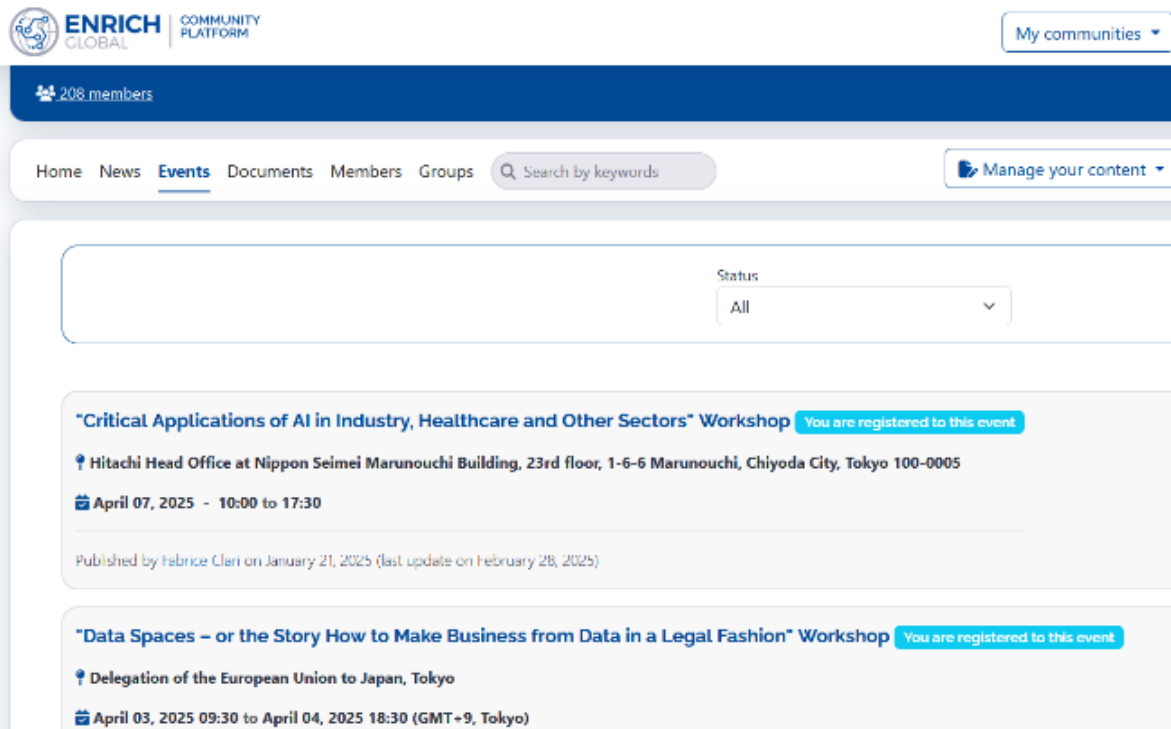 ENRICH GLOBAL COMMUNITY PLATFORM
My communities
208 members
Home News Events Documents Members Groups Search by keywords Manage your content
Status
All
"Critical Applications of AI in Industry, Healthcare and Other Sectors" Workshop You are registered to this event
Hitachi Head Office at Nippon Seimei Marunouchi Building, 23rd floor, 1-6-6 Marunouchi, Chiyoda City, Tokyo 100-0005
April 07, 2025 - 10:00 to 17:30
Published by Fabrice Clari on January 21, 2025 (last update on February 28, 2025)
"Data Spaces – or the Story How to Make Business from Data in a Legal Fashion" Workshop You are registered to this event
Delegation of the European Union to Japan, Tokyo
April 03, 2025 09:30 to April 04, 2025 18:30 (GMT+9, Tokyo)